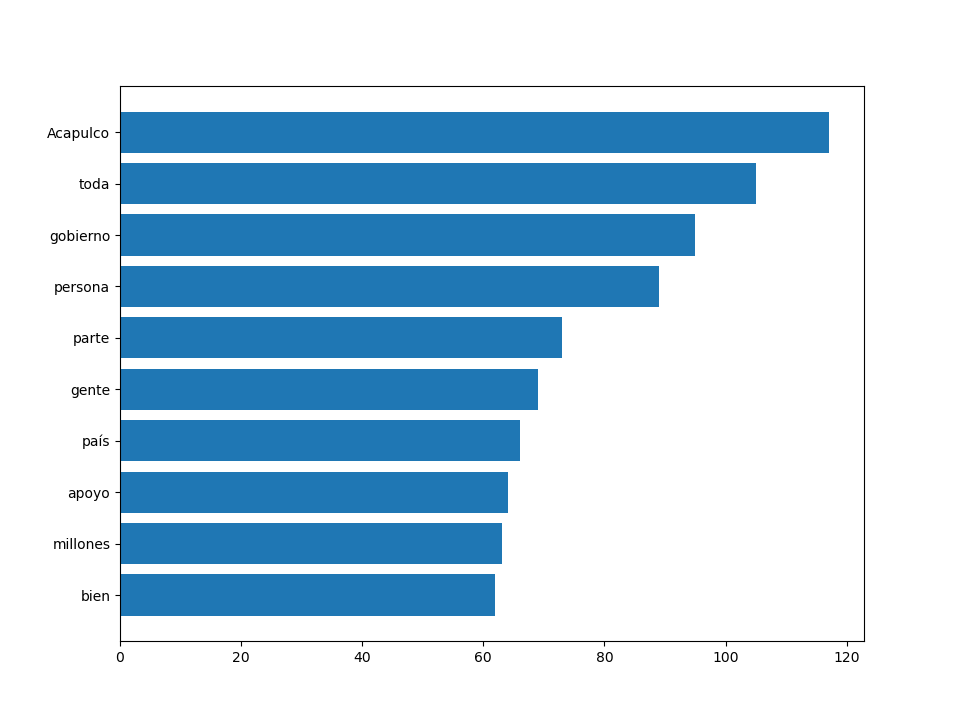 Acapulco
toda
gobierno
persona
parte
gente
país
apoyo
millones
bien
0 20 40 60 80 100 120